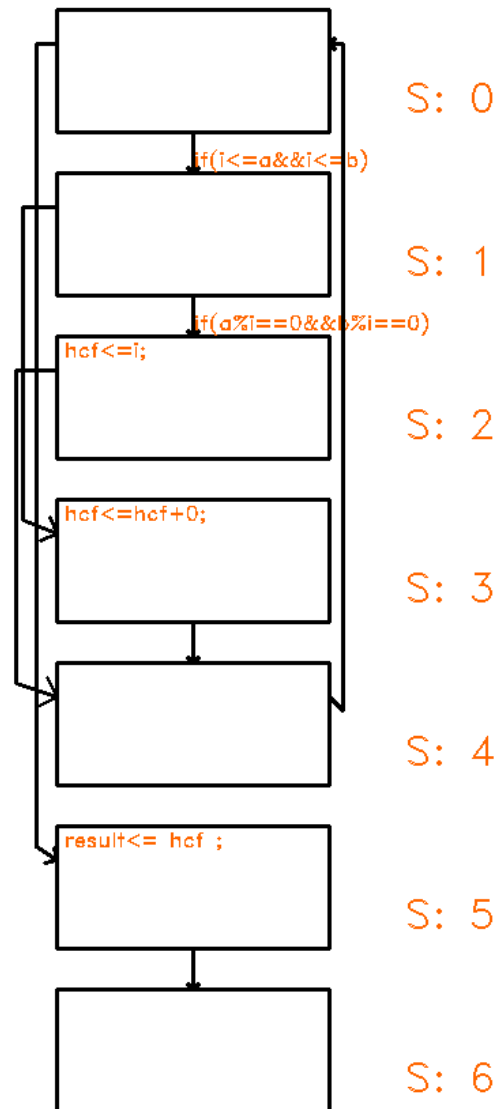 S: 0
if(i<=a&&i<=b)
S: 1
if(a%i==0&&b%i==0)
hcf<=i;
S: 2
hcf<=hcf+0;
S: 3
S: 4
result<= hcf ;
S: 5
S: 6